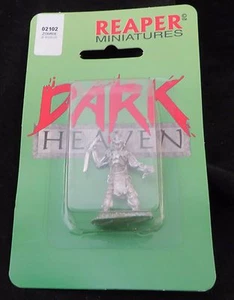 02102
REAPER
MINIATURES
DARK
HEAVEN